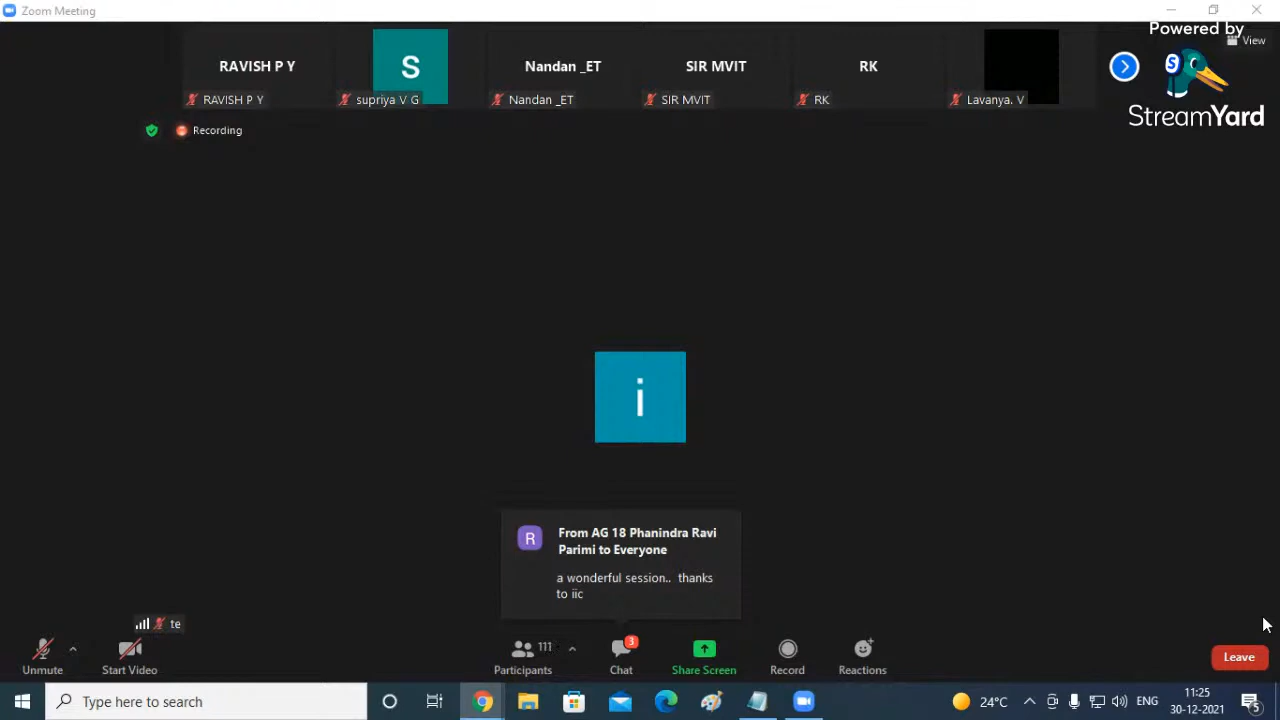 Zoom Meeting
Powered by
View
StreamYard
RAVISH P Y
RAVISH P Y
S
supriya V G
Nandan _ET
Nandan _ET
SIR MVIT
SIR MVIT
RK
RK
Lavanya. V
Recording
i
R
From AG 18 Phanindra Ravi
Parimi to Everyone
a wonderful session.. thanks
to iic
te
Unmute
Start Video
111
Participants
3
Chat
Share Screen
Record
Reactions
Leave
Type here to search
24°C
ENG
11:25
30-12-2021
5